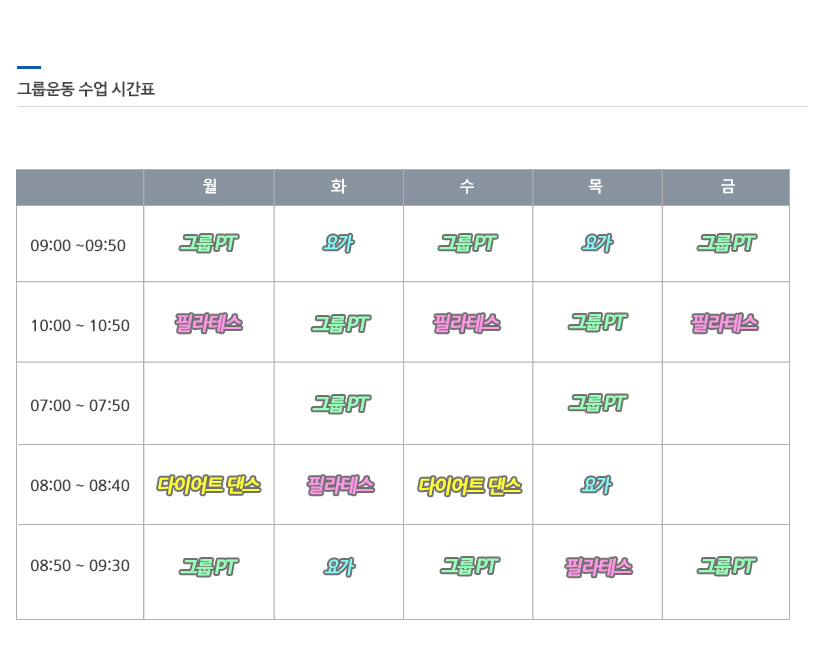 그룹운동 수업 시간표
월 화 수 목 금
09:00 ~09:50 그룹PT 요가 그룹PT 요가 그룹PT
10:00 ~ 10:50 필라테스 그룹PT 필라테스 그룹PT 필라테스
07:00 ~ 07:50 그룹PT 그룹PT
08:00 ~ 08:40 다이어트 댄스 필라테스 다이어트 댄스 요가
08:50 ~ 09:30 그룹PT 요가 그룹PT 필라테스 그룹PT